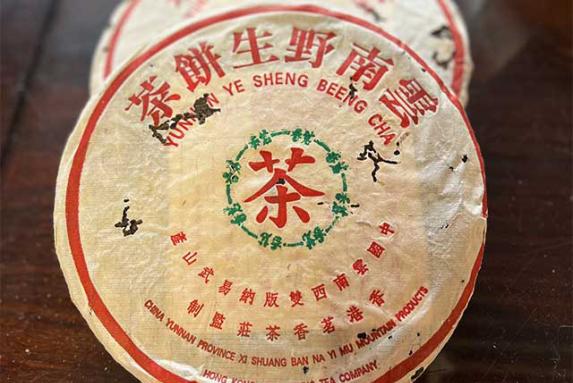 雲南野生餅茶
YUNNAN YE SHENG BEENG CHA
茶
中國雲南西雙版納易武山產
香港茗香茶莊監制
CHINA YUNNAN PROVINCE XI SHUANG BAN NA YI MU MOUNTAIN PRODUCTS
HONG KONG TEA COMPANY